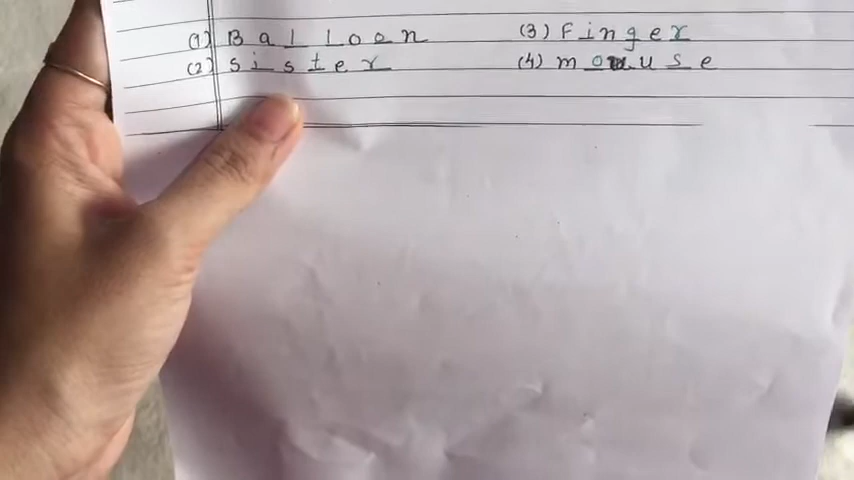 (1) Balloon (3) Finger
(2) sister (4) mouse